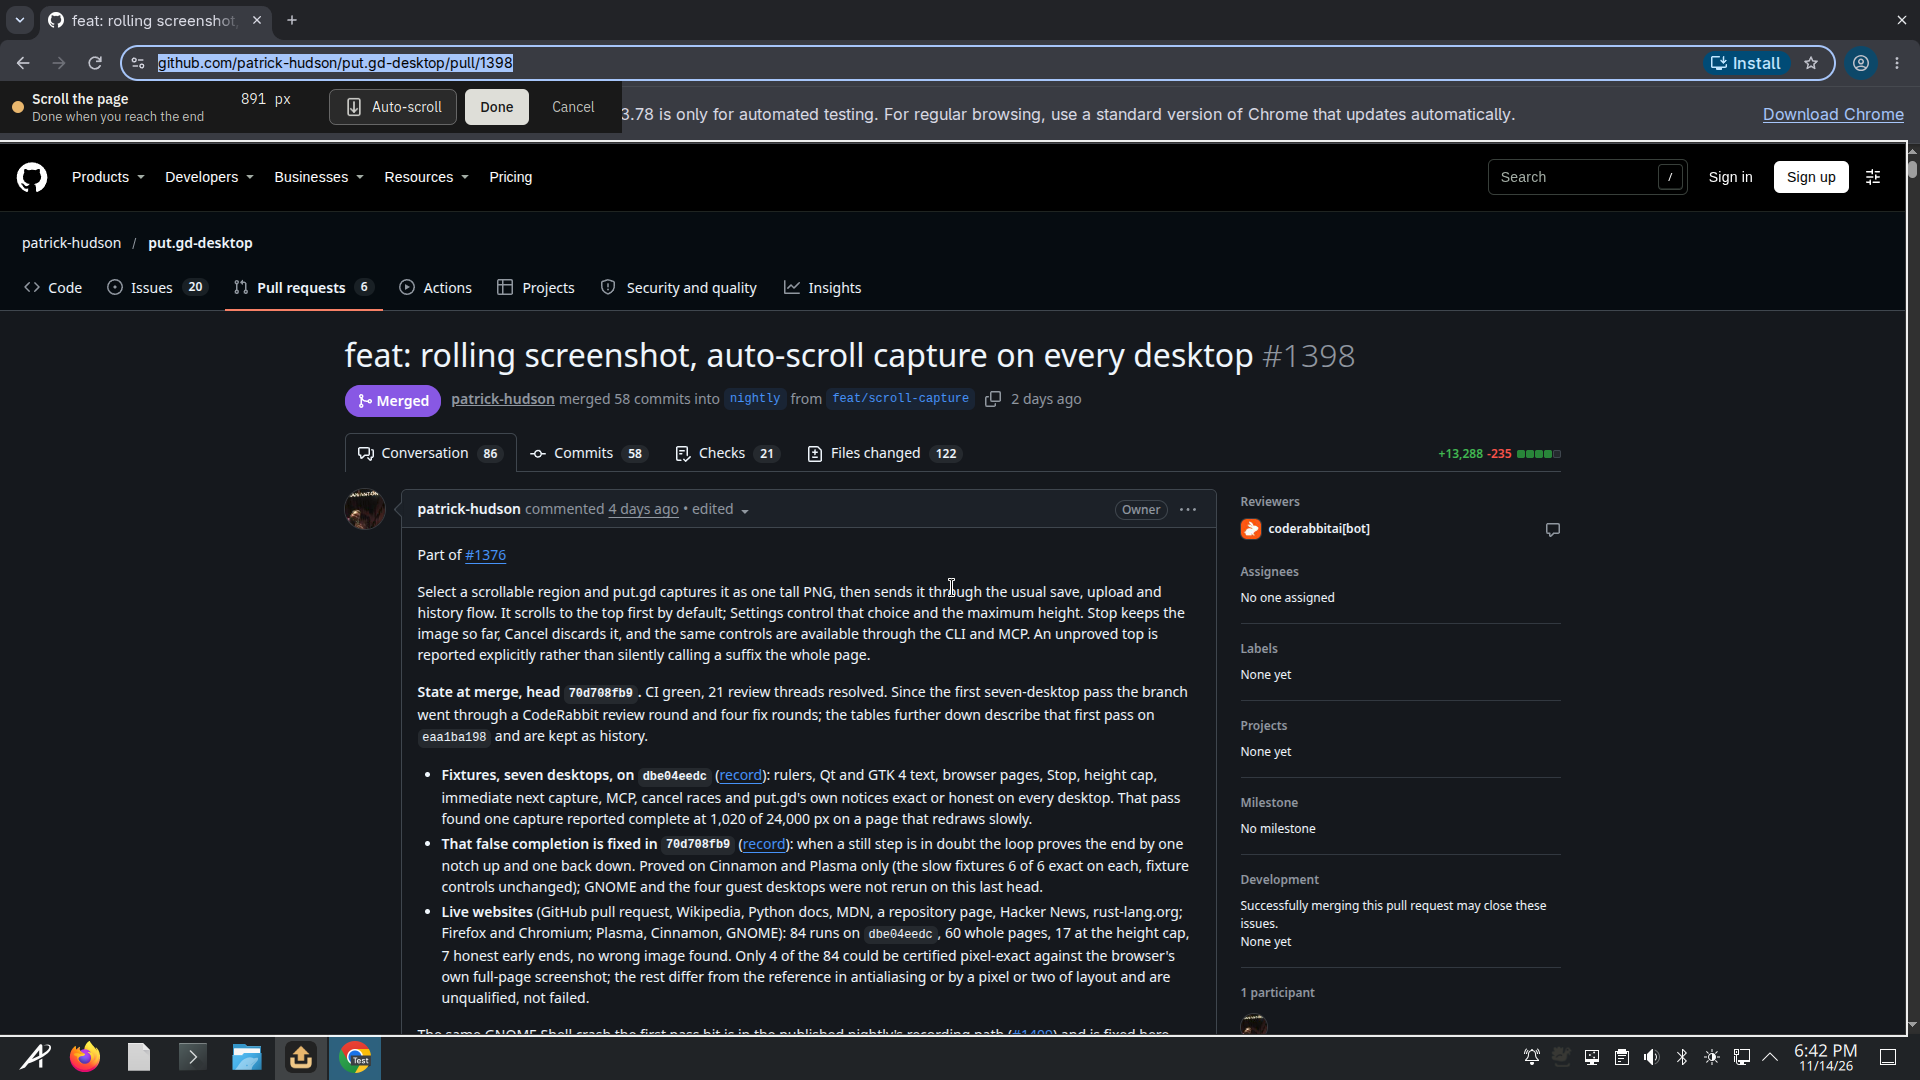 feat: rolling screenshot,
github.com/patrick-hudson/put.gd-desktop/pull/1398
Install
Scroll the page
Done when you reach the end
891 px
Auto-scroll
Done
Cancel
3.78 is only for automated testing. For regular browsing, use a standard version of Chrome that updates automatically.
Download Chrome
Products
Developers
Businesses
Resources
Pricing
Search
/
Sign in
Sign up
patrick-hudson / put.gd-desktop
Code
Issues 20
Pull requests 6
Actions
Projects
Security and quality
Insights
feat: rolling screenshot, auto-scroll capture on every desktop #1398
Merged
patrick-hudson merged 58 commits into nightly from feat/scroll-capture 2 days ago
Conversation 86
Commits 58
Checks 21
Files changed 122
+13,288 -235
patrick-hudson commented 4 days ago • edited
Owner
Part of #1376
Select a scrollable region and put.gd captures it as one tall PNG, then sends it through the usual save, upload and
history flow. It scrolls to the top first by default; Settings control that choice and the maximum height. Stop keeps the
image so far, Cancel discards it, and the same controls are available through the CLI and MCP. An unproved top is
reported explicitly rather than silently calling a suffix the whole page.
State at merge, head 70d708fb9. CI green, 21 review threads resolved. Since the first seven-desktop pass the branch
went through a CodeRabbit review round and four fix rounds; the tables further down describe that first pass on
eaa1ba198 and are kept as history.
• Fixtures, seven desktops, on dbe04eedc (record): rulers, Qt and GTK 4 text, browser pages, Stop, height cap,
immediate next capture, MCP, cancel races and put.gd's own notices exact or honest on every desktop. That pass
found one capture reported complete at 1,020 of 24,000 px on a page that redraws slowly.
• That false completion is fixed in 70d708fb9 (record): when a still step is in doubt the loop proves the end by one
notch up and one back down. Proved on Cinnamon and Plasma only (the slow fixtures 6 of 6 exact on each, fixture
controls unchanged); GNOME and the four guest desktops were not rerun on this last head.
• Live websites (GitHub pull request, Wikipedia, Python docs, MDN, a repository page, Hacker News, rust-lang.org;
Firefox and Chromium; Plasma, Cinnamon, GNOME): 84 runs on dbe04eedc, 60 whole pages, 17 at the height cap,
7 honest early ends, no wrong image found. Only 4 of the 84 could be certified pixel-exact against the browser's
own full-page screenshot; the rest differ from the reference in antialiasing or by a pixel or two of layout and are
unqualified, not failed.
The same GNOME Shell crash the first pass hit is in the published nightly's recording path (#1400) and is fixed here
Reviewers
coderabbitai[bot]
Assignees
No one assigned
Labels
None yet
Projects
None yet
Milestone
No milestone
Development
Successfully merging this pull request may close these
issues.
None yet
1 participant
Test
6:42 PM
11/14/26